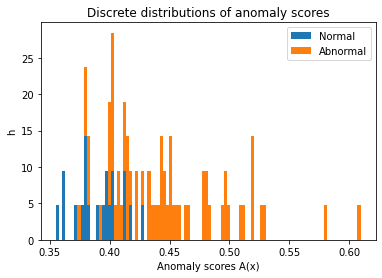 Discrete distributions of anomaly scores
Normal
Abnormal
h
25
20
15
10
5
0
0.35
0.40
0.45
0.50
0.55
0.60
Anomaly scores A(x)